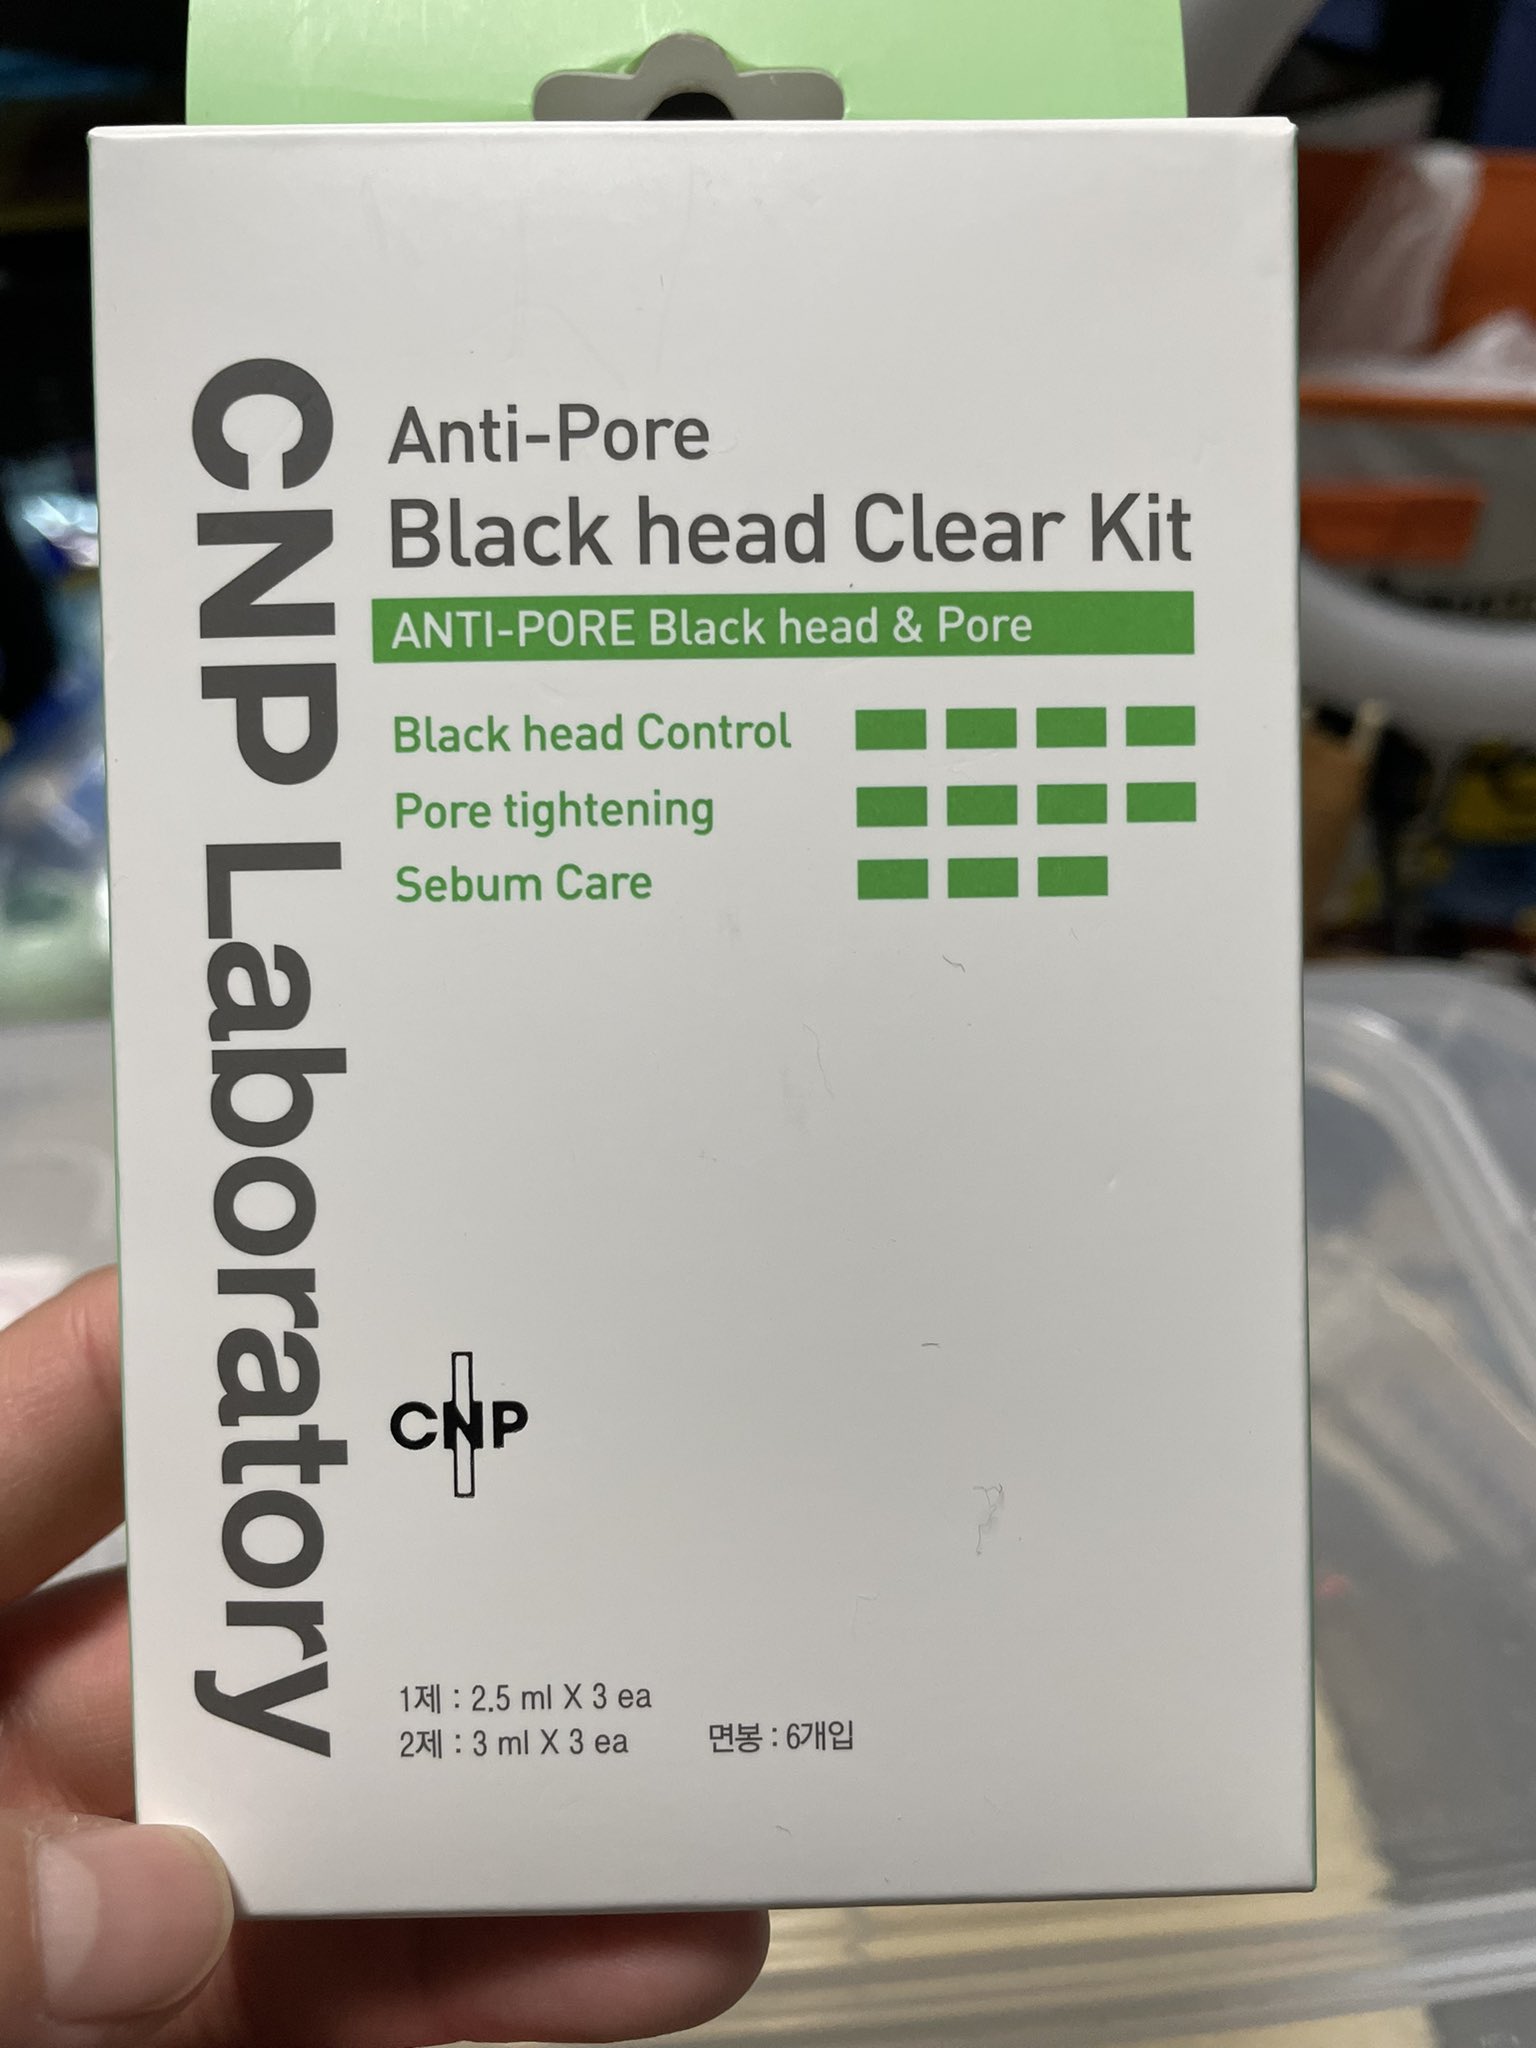 CNP Laboratory
Anti-Pore
Black head Clear Kit
ANTI-PORE Black head & Pore
Black head Control
Pore tightening
Sebum Care
CNP
1제 : 2.5 ml X 3 ea
2제 : 3 ml X 3 ea 면봉 : 6개입